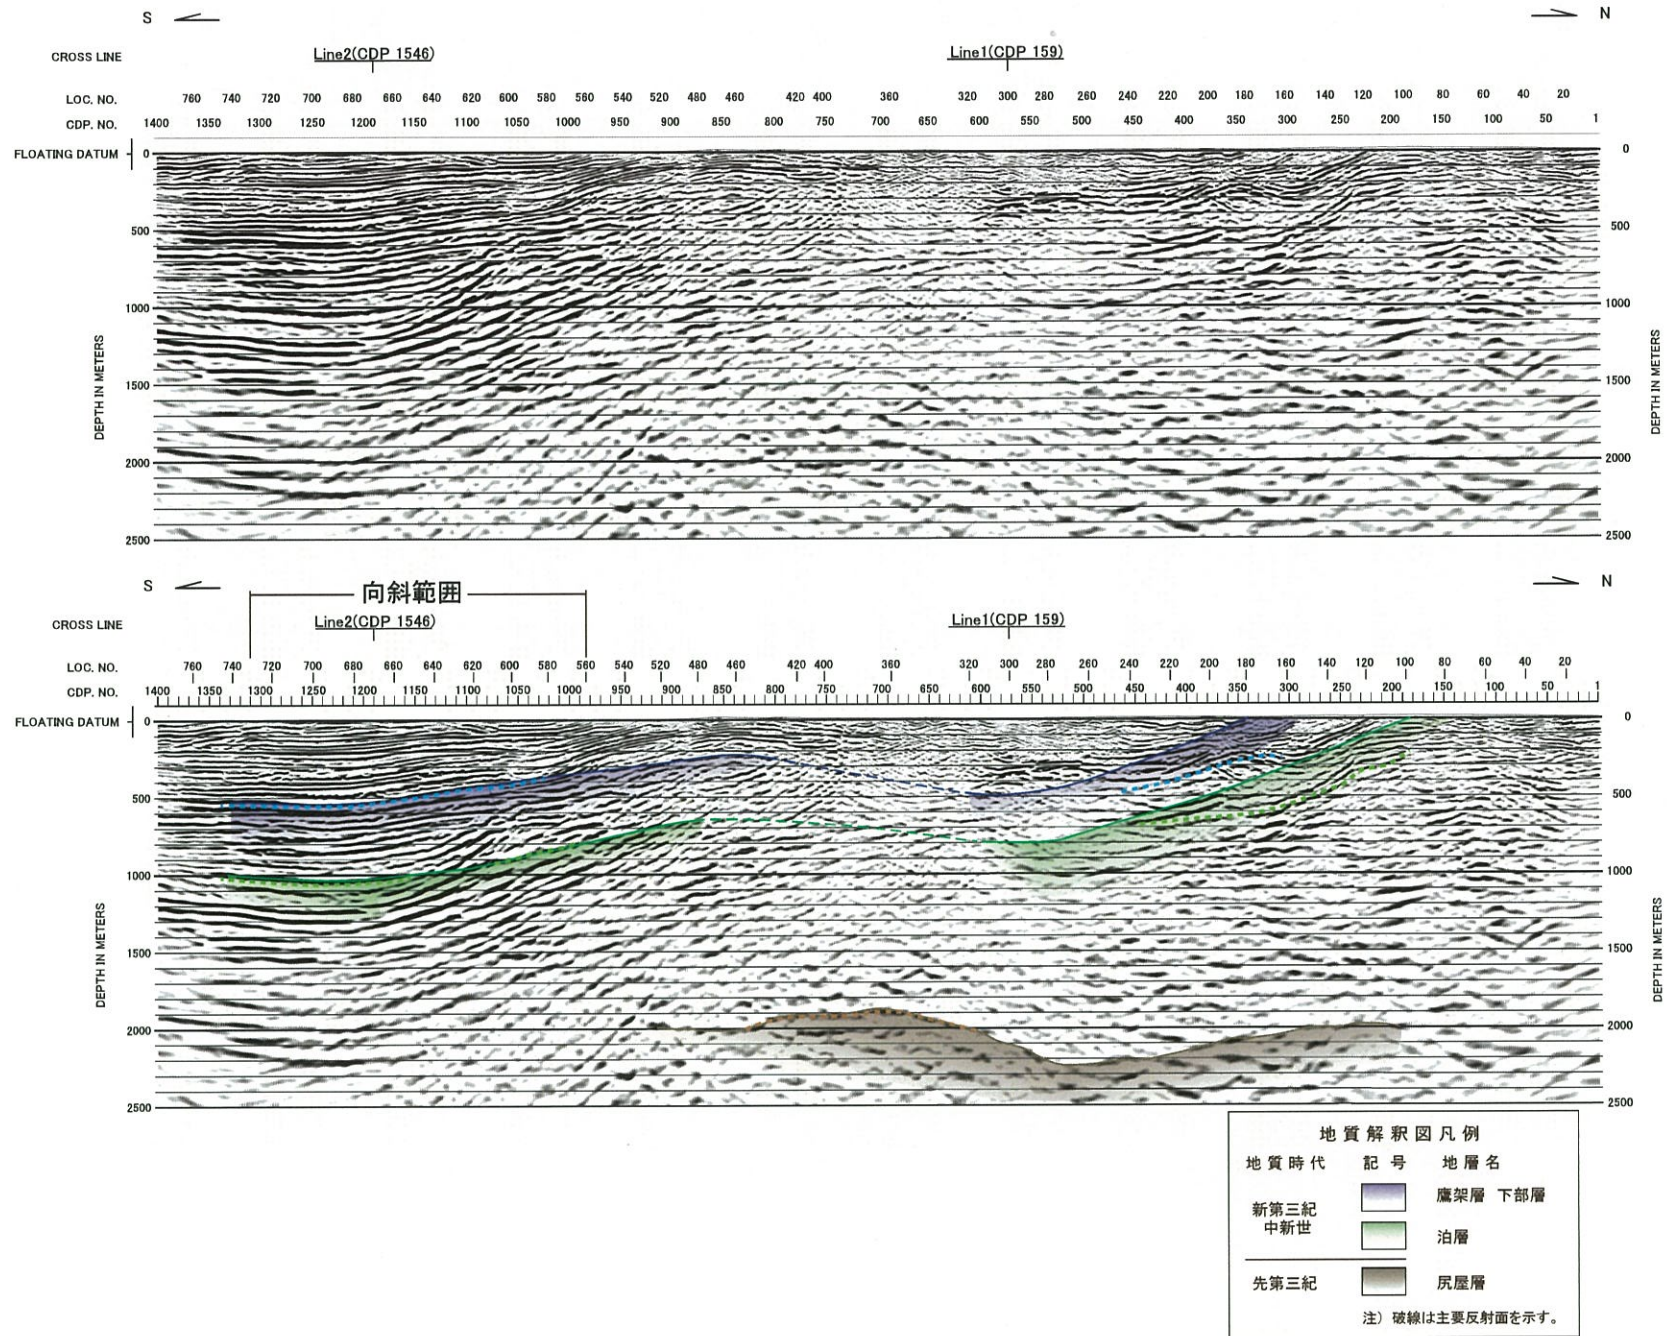 S N
CROSS LINE Line2(CDP 1546) Line1(CDP 159)
LOC. NO. 760 740 720 700 680 660 640 620 600 580 560 540 520 480 460 420 400 360 320 300 280 260 240 220 200 180 160 140 120 100 80 60 40 20
CDP. NO. 1400 1350 1300 1250 1200 1150 1100 1050 1000 950 900 850 800 750 700 650 600 550 500 450 400 350 300 250 200 150 100 50 1
FLOATING DATUM 0 0
500 500
1000 1000
DEPTH IN METERS DEPTH IN METERS
1500 1500
2000 2000
2500 2500
S 向斜範囲 N
CROSS LINE Line2(CDP 1546) Line1(CDP 159)
LOC. NO. 760 740 720 700 680 660 640 620 600 580 560 540 520 480 460 420 400 360 320 300 280 260 240 220 200 180 160 140 120 100 80 60 40 20
CDP. NO. 1400 1350 1300 1250 1200 1150 1100 1050 1000 950 900 850 800 750 700 650 600 550 500 450 400 350 300 250 200 150 100 50 1
FLOATING DATUM 0 0
500 500
1000 1000
DEPTH IN METERS DEPTH IN METERS
1500 1500
2000 2000
2500 2500
地質解釈図凡例
地質時代 記号 地層名
新第三紀 中新世 鷹架層 下部層
泊層
先第三紀 尻屋層
注）破線は主要反射面を示す。